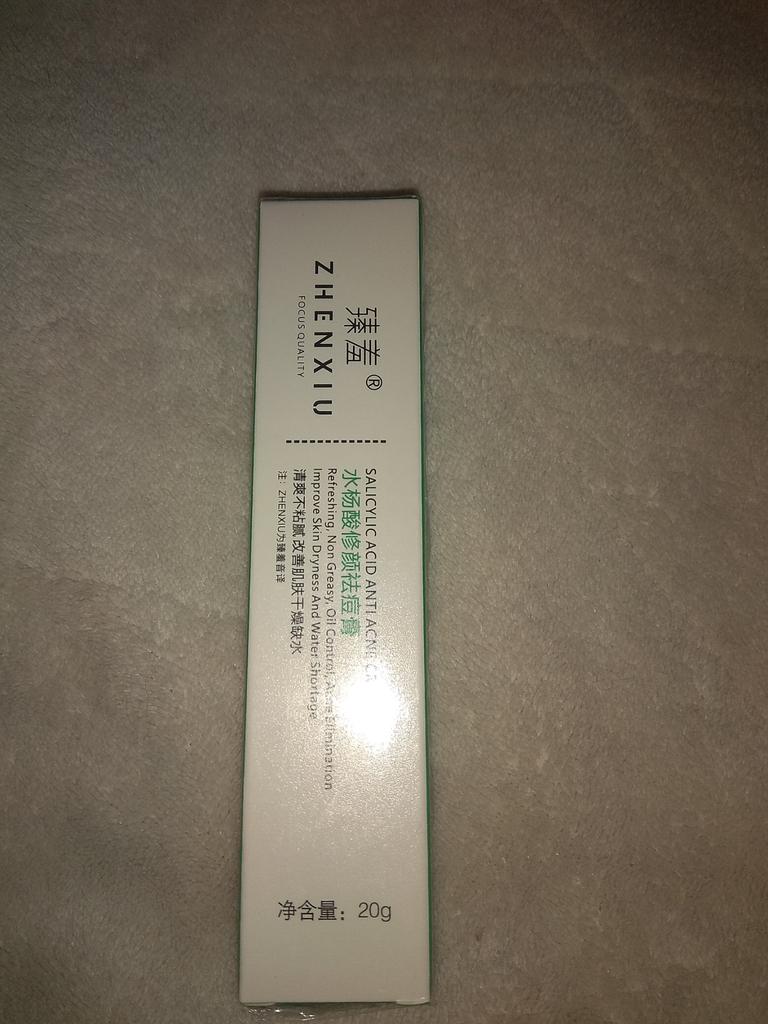 臻羞®
ZHENXIU
FOCUS QUALITY
SALICYLIC ACID ANTI ACNE
水杨酸修颜祛痘膏
Refreshing, Non Greasy, Oil Control, Acne Elimination
Improve Skin Dryness And Water Shortage
清爽不粘腻 改善肌肤干燥缺水
注：ZHENXIU为臻羞音译
净含量：20g